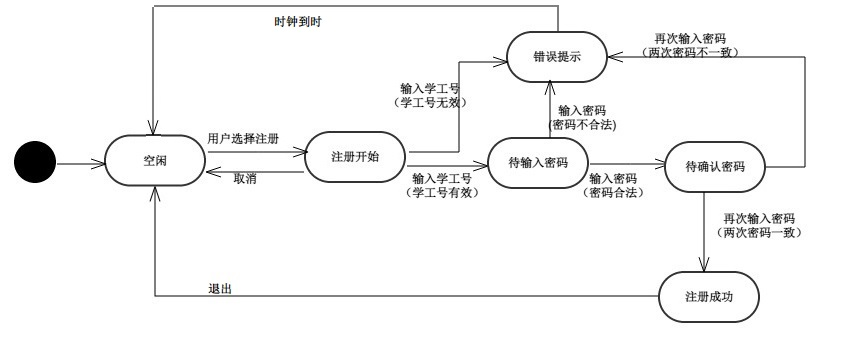 时钟到时
再次输入密码
（两次密码不一致）
错误提示
输入学工号
（学工号无效）
输入密码
(密码不合法)
用户选择注册
空闲
注册开始
待输入密码
待确认密码
取消
输入学工号
（学工号有效）
输入密码
（密码合法）
再次输入密码
（两次密码一致）
退出
注册成功